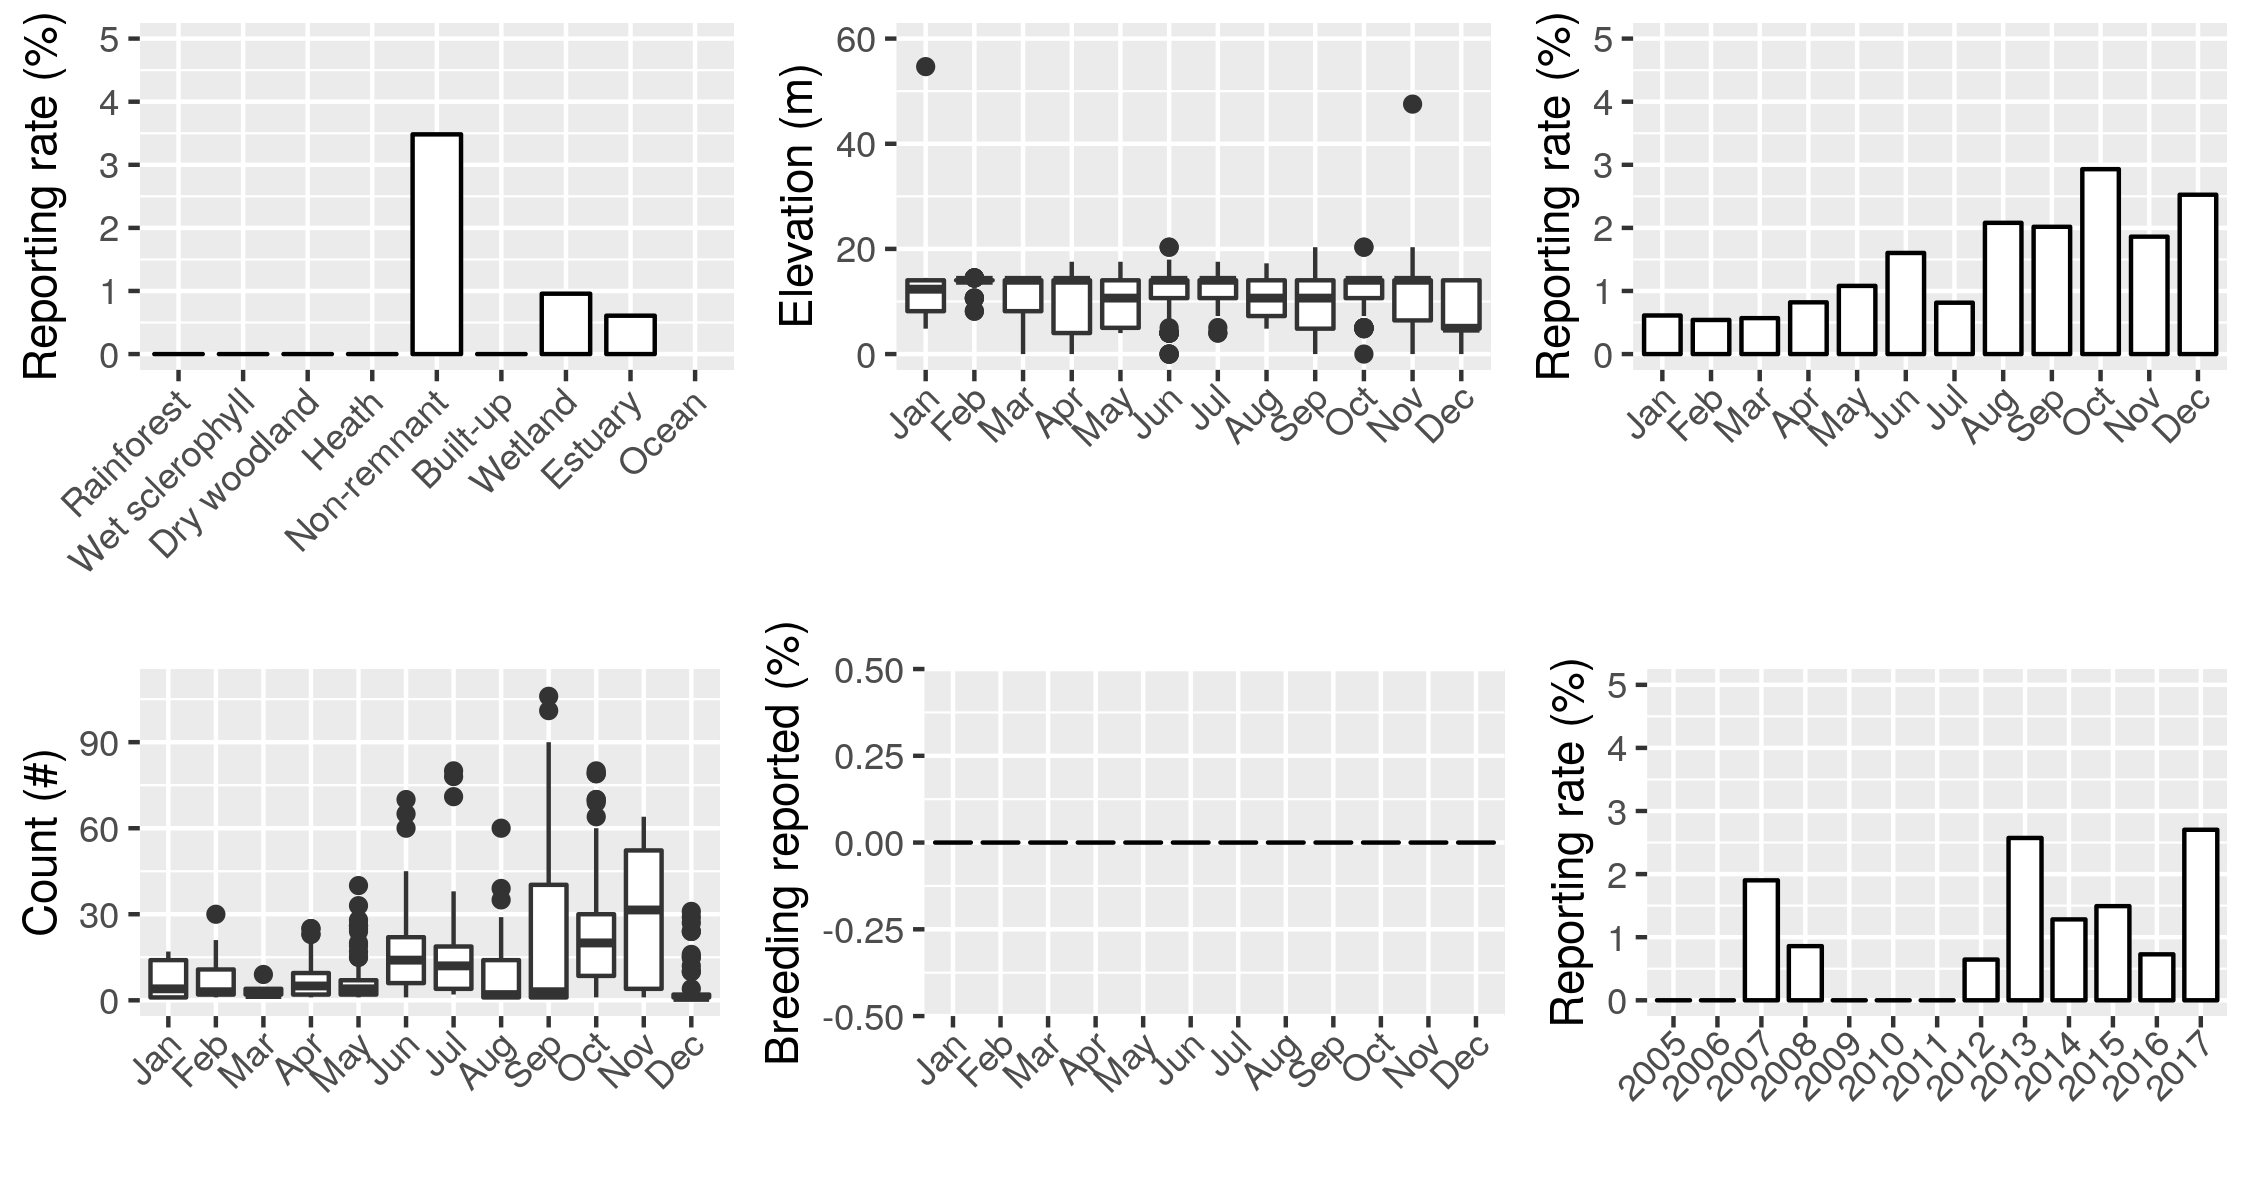 Reporting rate (%)
5
4
3
2
1
0
Rainforest
Wet sclerophyll
Dry woodland
Heath
Non-remnant
Built-up
Wetland
Estuary
Ocean
Elevation (m)
60
40
20
0
Jan
Feb
Mar
Apr
May
Jun
Jul
Aug
Sep
Oct
Nov
Dec
Reporting rate (%)
5
4
3
2
1
0
Jan
Feb
Mar
Apr
May
Jun
Jul
Aug
Sep
Oct
Nov
Dec
Count (#)
90
60
30
0
Jan
Feb
Mar
Apr
May
Jun
Jul
Aug
Sep
Oct
Nov
Dec
Breeding reported (%)
0.50
0.25
0.00
-0.25
-0.50
Jan
Feb
Mar
Apr
May
Jun
Jul
Aug
Sep
Oct
Nov
Dec
Reporting rate (%)
5
4
3
2
1
0
2005
2006
2007
2008
2009
2010
2011
2012
2013
2014
2015
2016
2017